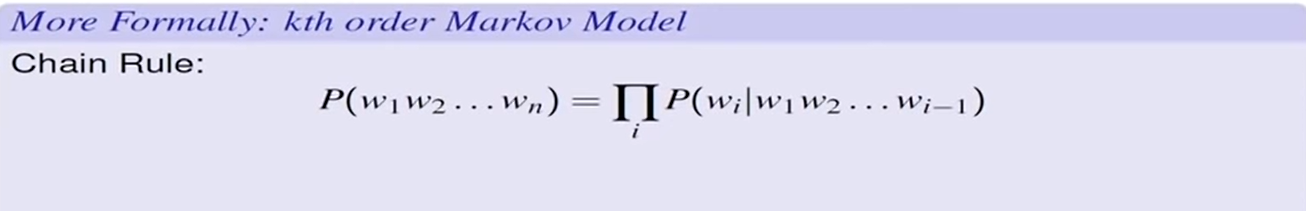 More Formally: kth order Markov Model
Chain Rule:
P(w₁w₂...wₙ) = ∏ᵢ P(wᵢ|w₁w₂...wᵢ₋₁)